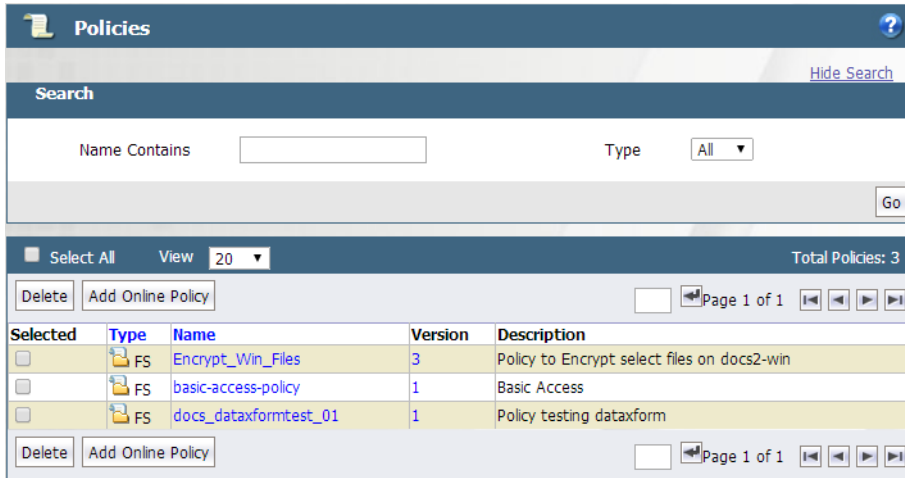 Policies ?
Hide Search
Search
Name Contains Type All
Go
Select All View 20 Total Policies: 3
Delete Add Online Policy Page 1 of 1
Selected Type Name Version Description
FS Encrypt_Win_Files 3 Policy to Encrypt select files on docs2-win
FS basic-access-policy 1 Basic Access
FS docs_dataxformtest_01 1 Policy testing dataxform
Delete Add Online Policy Page 1 of 1